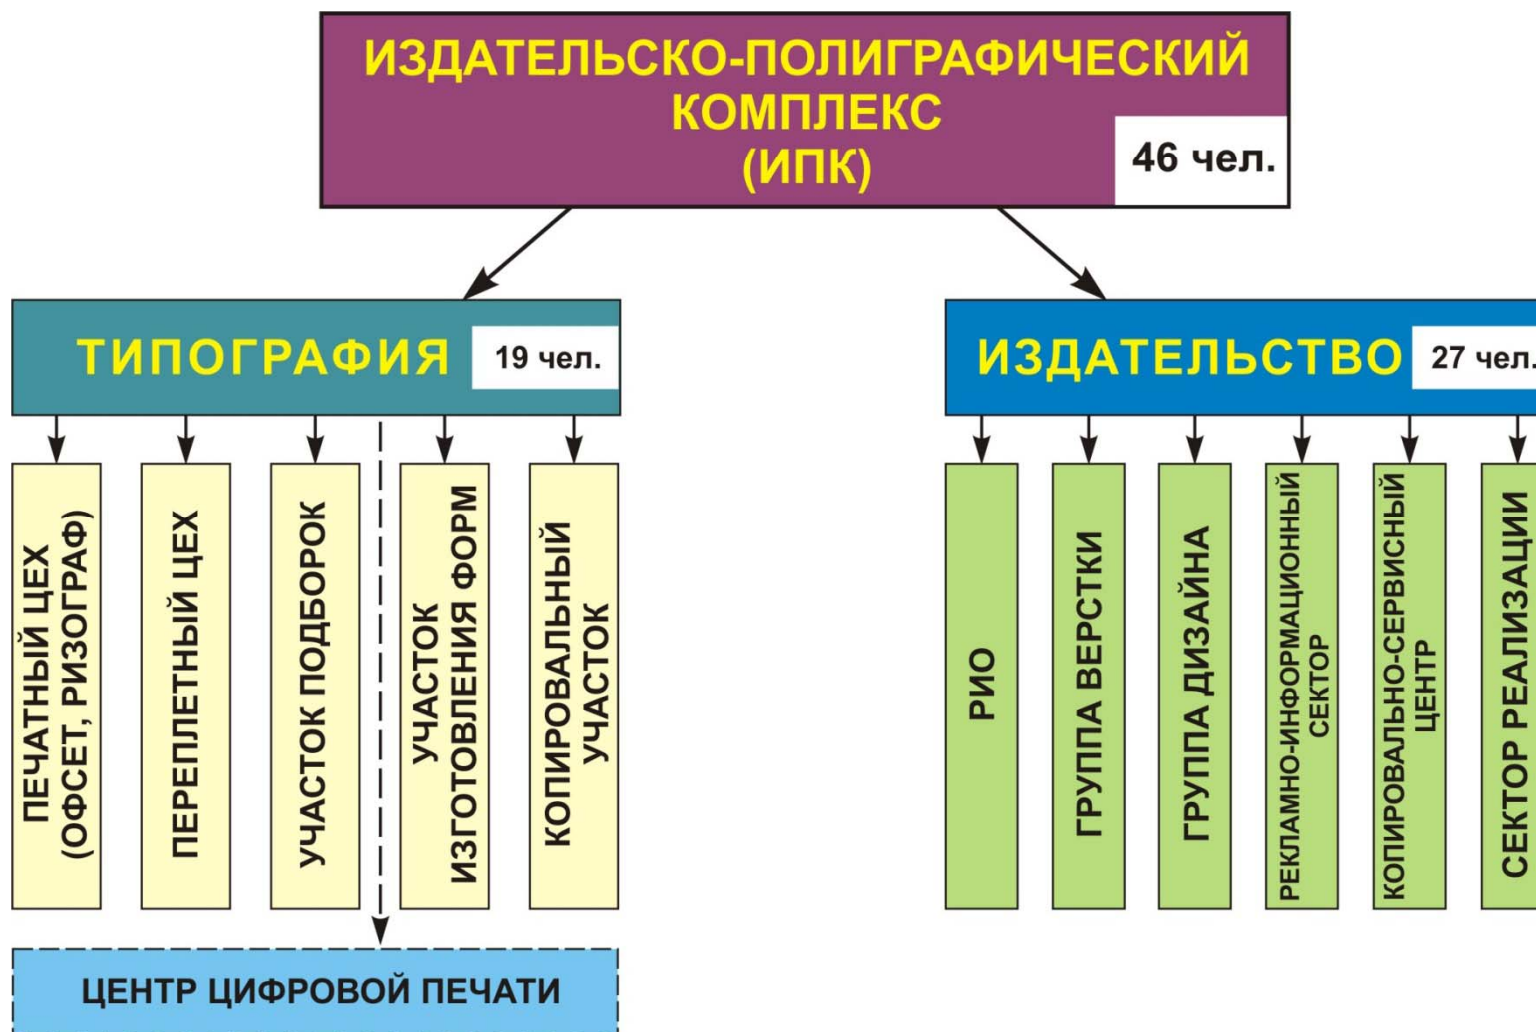 ИЗДАТЕЛЬСКО-ПОЛИГРАФИЧЕСКИЙ
КОМПЛЕКС
(ИПК)
46 чел.
ТИПОГРАФИЯ
19 чел.
ИЗДАТЕЛЬСТВО
27 чел.
ПЕЧАТНЫЙ ЦЕХ
(ОФСЕТ, РИЗОГРАФ)
ПЕРЕПЛЕТНЫЙ ЦЕХ
УЧАСТОК ПОДБОРОК
УЧАСТОК
ИЗГОТОВЛЕНИЯ ФОРМ
КОПИРОВАЛЬНЫЙ
УЧАСТОК
РИО
ГРУППА ВЕРСТКИ
ГРУППА ДИЗАЙНА
РЕКЛАМНО-ИНФОРМАЦИОННЫЙ
СЕКТОР
КОПИРОВАЛЬНО-СЕРВИСНЫЙ
ЦЕНТР
СЕКТОР РЕАЛИЗАЦИИ
ЦЕНТР ЦИФРОВОЙ ПЕЧАТИ